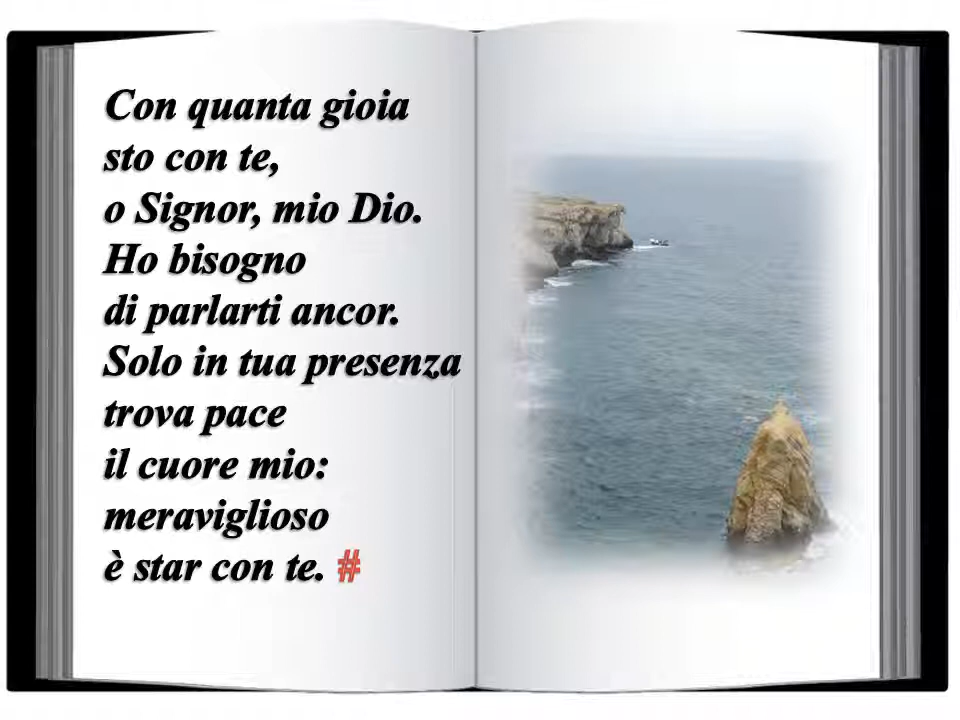 Con quanta gioia
sto con te,
o Signor, mio Dio.
Ho bisogno
di parlarti ancor.
Solo in tua presenza
trova pace
il cuore mio:
meraviglioso
è star con te. #